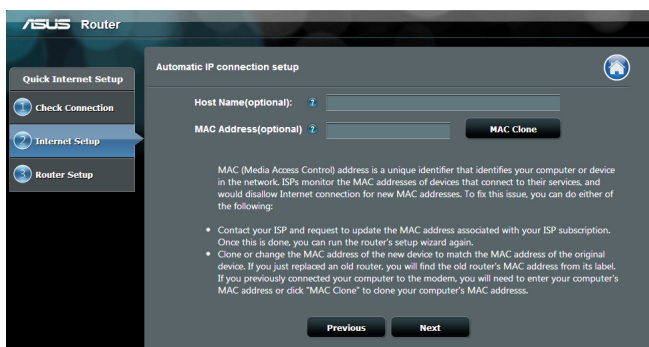 ASUS Router
Quick Internet Setup
1 Check Connection
2 Internet Setup
3 Router Setup
Automatic IP connection setup
Host Name(optional): ?
MAC Address(optional) ? MAC Clone
MAC (Media Access Control) address is a unique identifier that identifies your computer or device
in the network. ISPs monitor the MAC addresses of devices that connect to their services, and
would disallow Internet connection for new MAC addresses. To fix this issue, you can do either of
the following:
• Contact your ISP and request to update the MAC address associated with your ISP subscription.
Once this is done, you can run the router's setup wizard again.
• Clone or change the MAC address of the new device to match the MAC address of the original
device. If you just replaced an old router, you will find the old router's MAC address from its label.
If you previously connected your computer to the modem, you will need to enter your computer's
MAC address or click "MAC Clone" to clone your computer's MAC addresss.
Previous Next